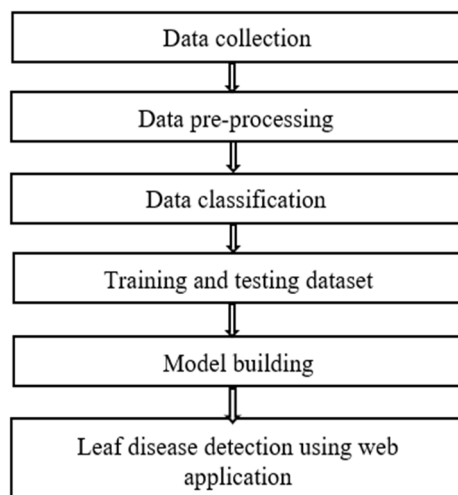 Data collection
Data pre-processing
Data classification
Training and testing dataset
Model building
Leaf disease detection using web
application